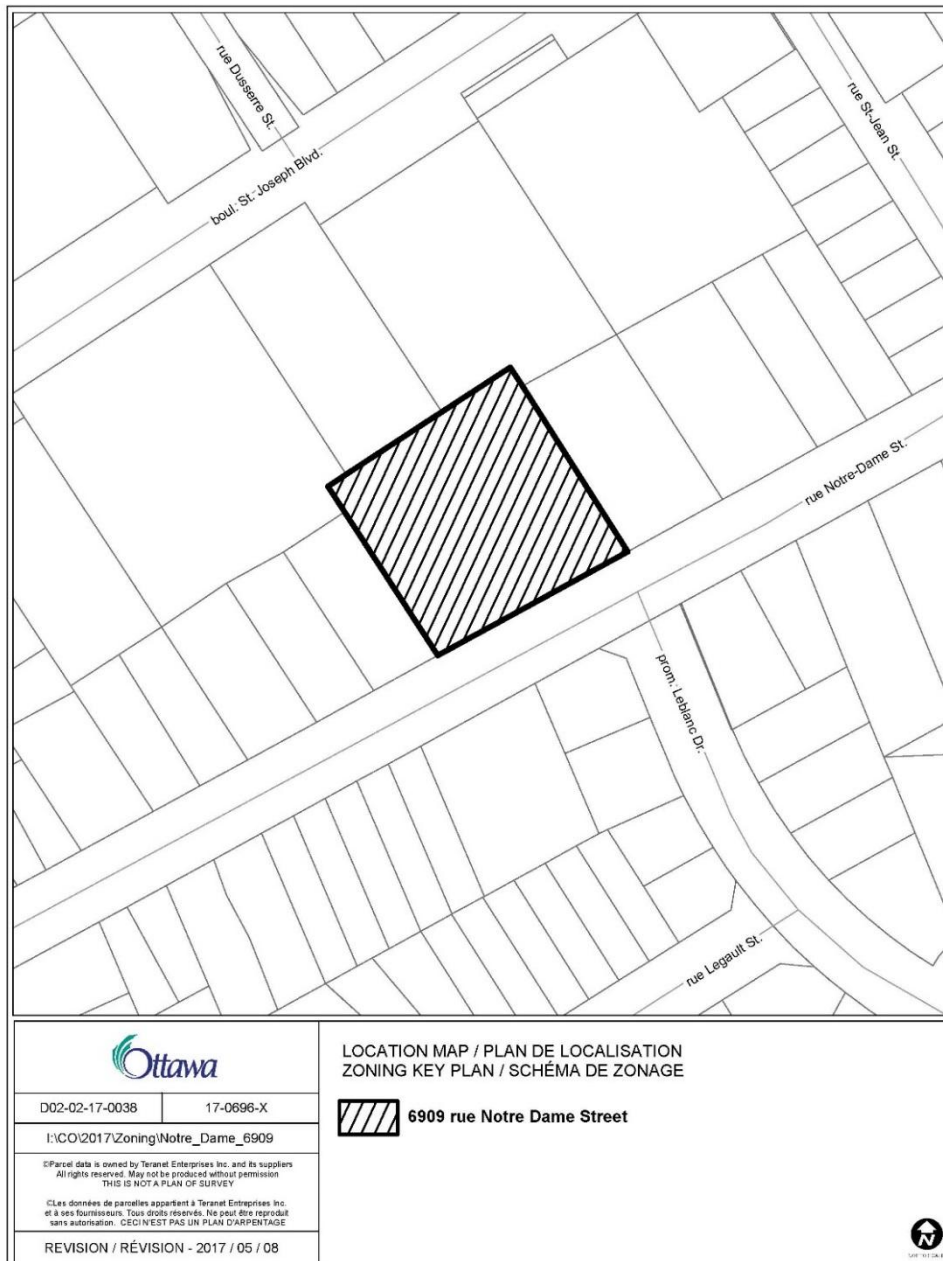 rue Dusserre St.
boul. St. Joseph Blvd.
rue St-Jean St.
rue Notre-Dame St.
prom. Leblanc Dr.
rue Legault St.
Ottawa
D02-02-17-0038
17-0696-X
I:\CO\2017\Zoning\Notre_Dame_6909
©Parcel data is owned by Teranet Enterprises Inc. and its suppliers
All rights reserved. May not be produced without permission
THIS IS NOT A PLAN OF SURVEY
©Les données de parcelles appartient à Teranet Entreprises Inc.
et à ses fournisseurs. Tous droits réservés. Ne peut être reproduit
sans autorisation. CECI N'EST PAS UN PLAN D'ARPENTAGE
REVISION / RÉVISION - 2017 / 05 / 08
LOCATION MAP / PLAN DE LOCALISATION
ZONING KEY PLAN / SCHÉMA DE ZONAGE
6909 rue Notre Dame Street
N